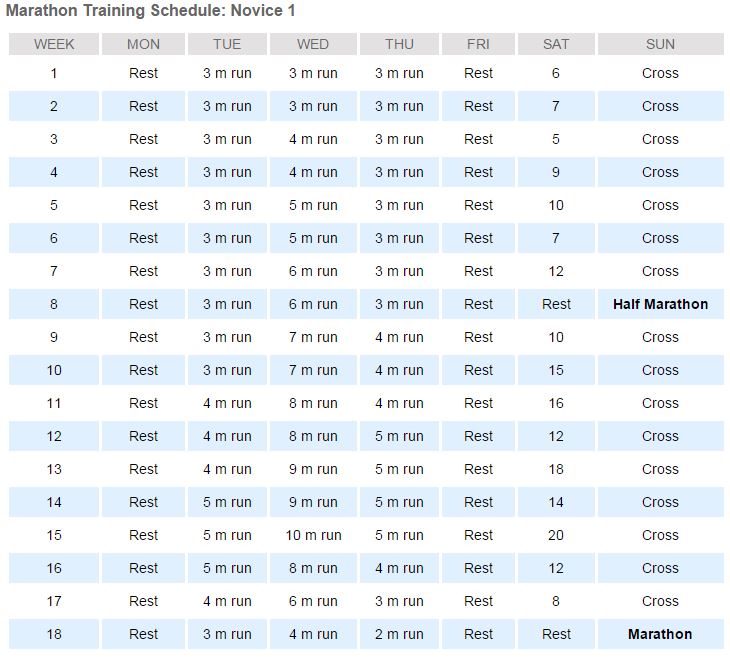 Marathon Training Schedule: Novice 1
WEEK MON TUE WED THU FRI SAT SUN
1 Rest 3 m run 3 m run 3 m run Rest 6 Cross
2 Rest 3 m run 3 m run 3 m run Rest 7 Cross
3 Rest 3 m run 4 m run 3 m run Rest 5 Cross
4 Rest 3 m run 4 m run 3 m run Rest 9 Cross
5 Rest 3 m run 5 m run 3 m run Rest 10 Cross
6 Rest 3 m run 5 m run 3 m run Rest 7 Cross
7 Rest 3 m run 6 m run 3 m run Rest 12 Cross
8 Rest 3 m run 6 m run 3 m run Rest Rest Half Marathon
9 Rest 3 m run 7 m run 4 m run Rest 10 Cross
10 Rest 3 m run 7 m run 4 m run Rest 15 Cross
11 Rest 4 m run 8 m run 4 m run Rest 16 Cross
12 Rest 4 m run 8 m run 5 m run Rest 12 Cross
13 Rest 4 m run 9 m run 5 m run Rest 18 Cross
14 Rest 5 m run 9 m run 5 m run Rest 14 Cross
15 Rest 5 m run 10 m run 5 m run Rest 20 Cross
16 Rest 5 m run 8 m run 4 m run Rest 12 Cross
17 Rest 4 m run 6 m run 3 m run Rest 8 Cross
18 Rest 3 m run 4 m run 2 m run Rest Rest Marathon